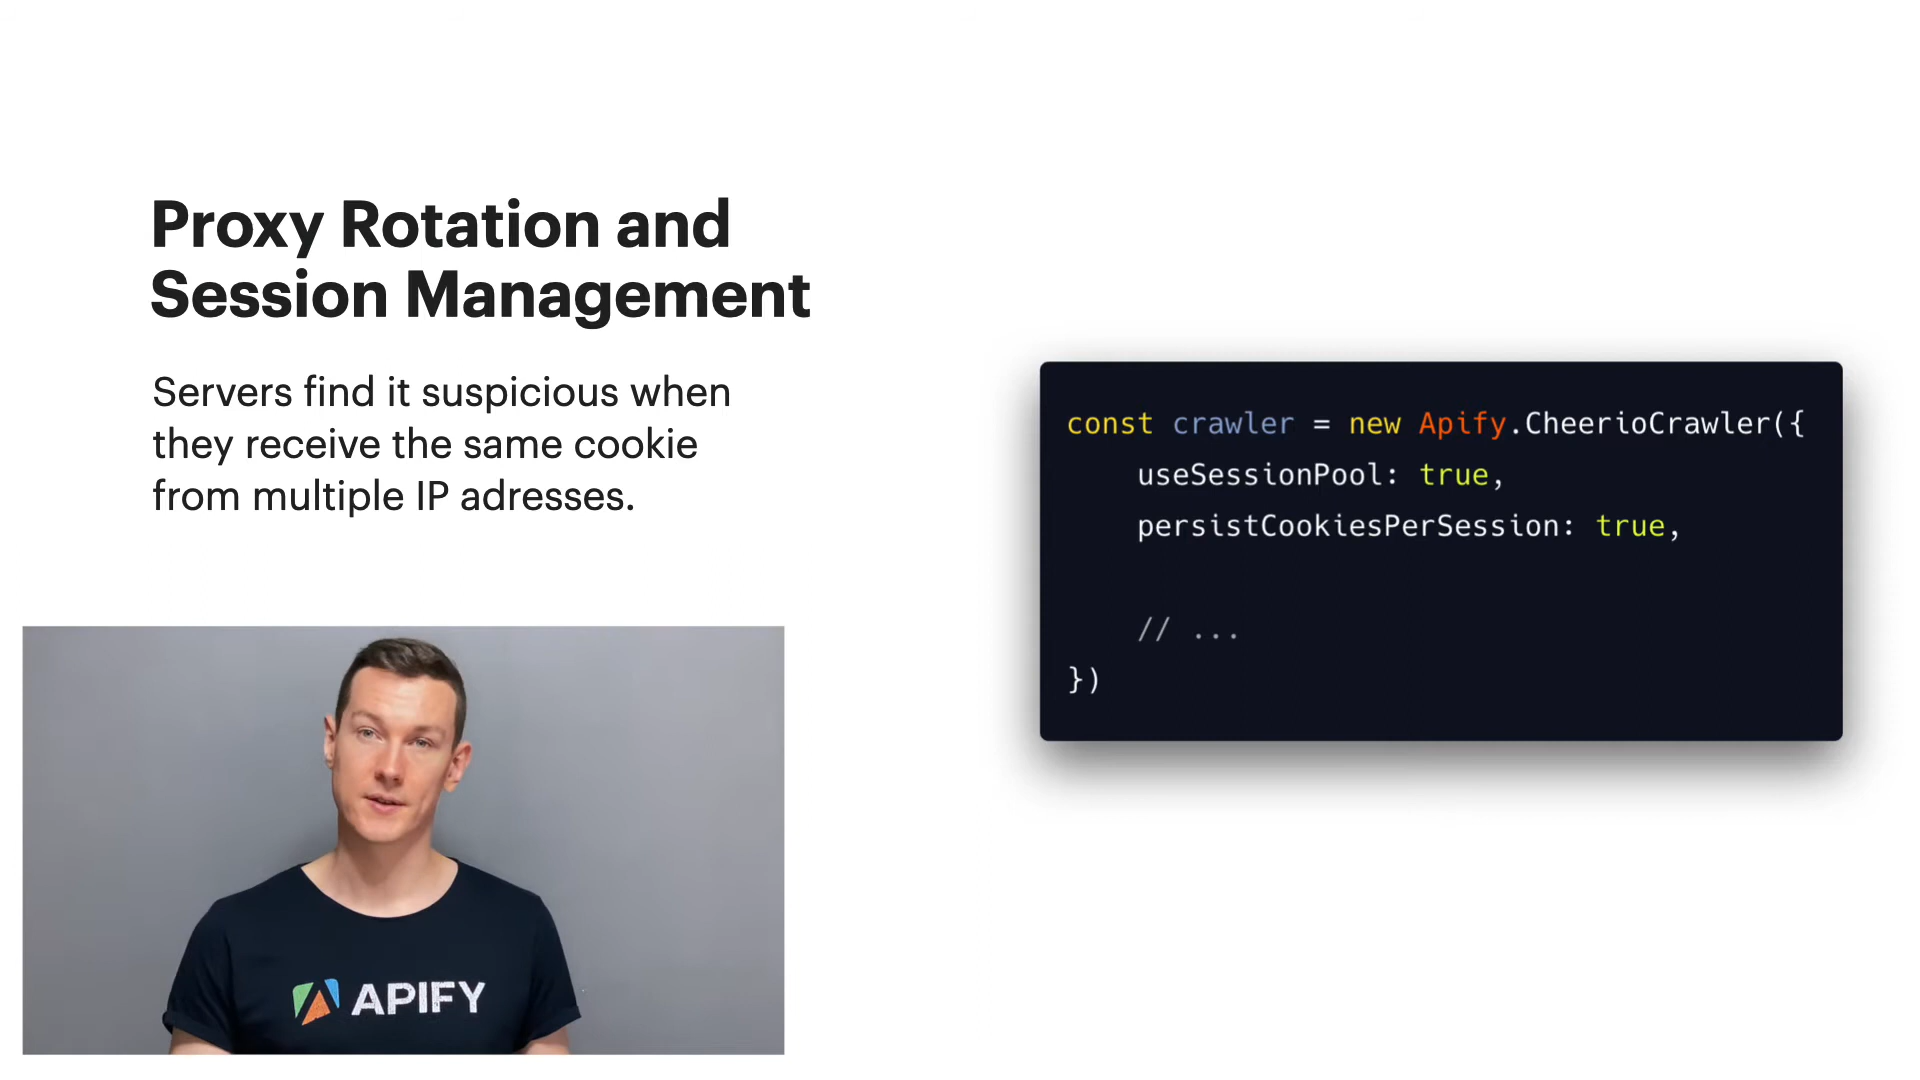 Proxy Rotation and
Session Management
Servers find it suspicious when
they receive the same cookie
from multiple IP adresses.
const crawler = new Apify.CheerioCrawler({
    useSessionPool: true,
    persistCookiesPerSession: true,
    // ...
})
APIFY